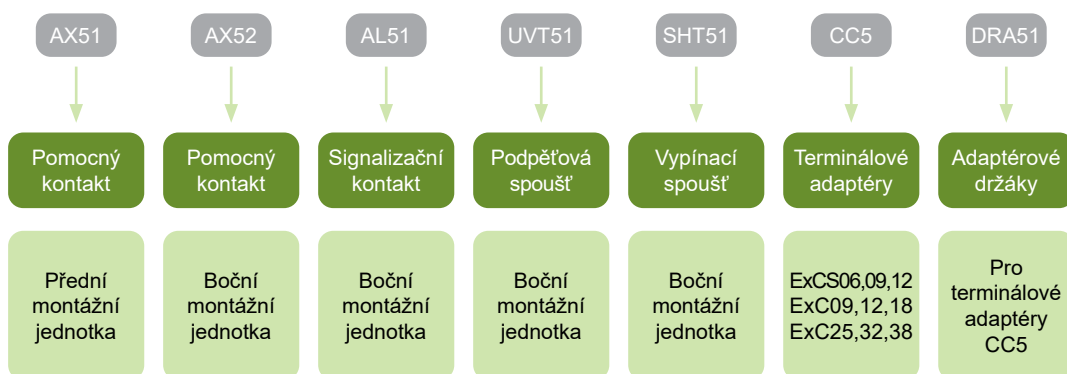 AX51
AX52
AL51
UVT51
SHT51
CC5
DRA51
Pomocný
kontakt
Pomocný
kontakt
Signalizační
kontakt
Podpěťová
spoušť
Vypínací
spoušť
Terminálové
adaptéry
Adaptérové
držáky
Přední
montážní
jednotka
Boční
montážní
jednotka
Boční
montážní
jednotka
Boční
montážní
jednotka
Boční
montážní
jednotka
ExCS06,09,12
ExC09,12,18
ExC25,32,38
Pro
terminálové
adaptéry
CC5